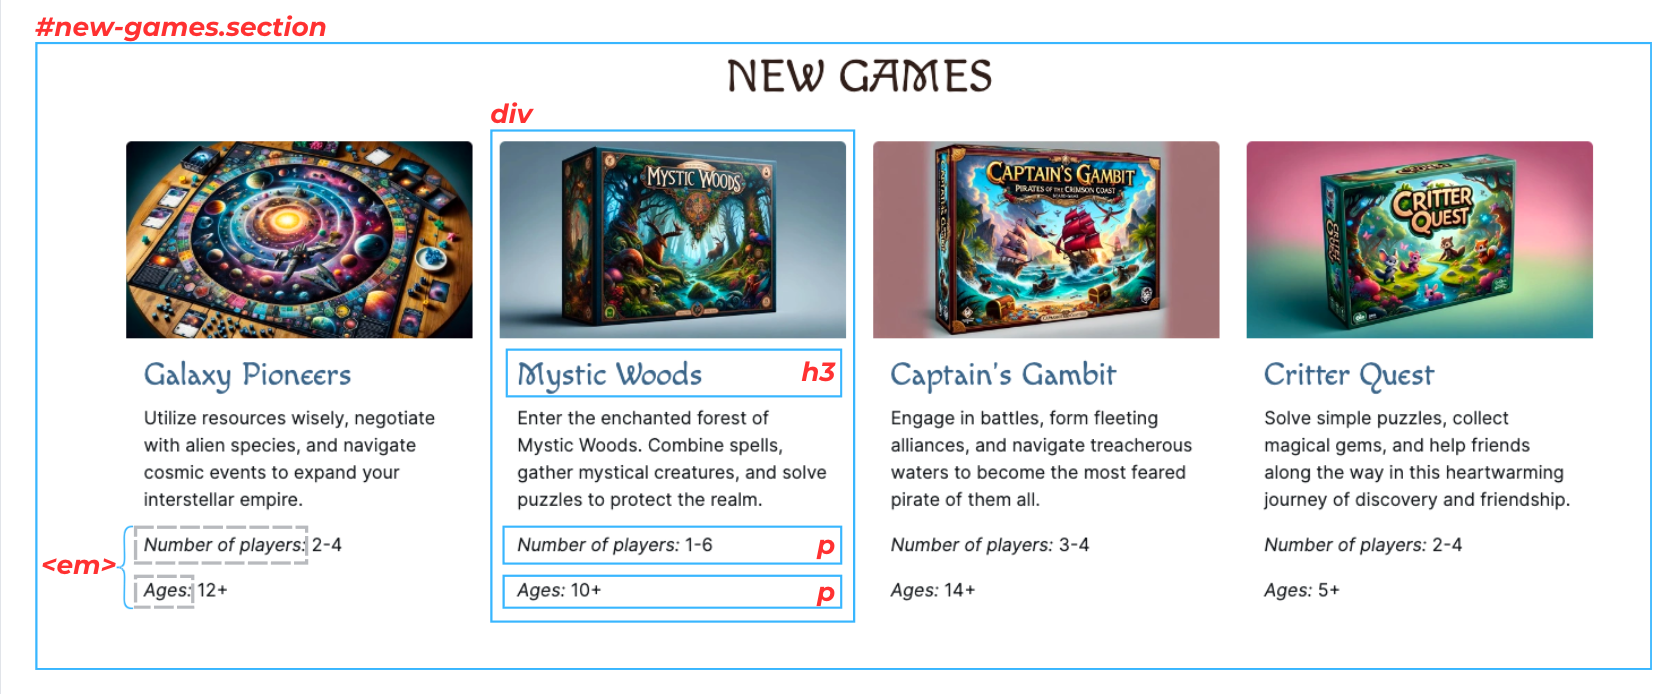 #new-games.section
NEW GAMES
div
MYSTIC WOODS
CAPTAIN'S GAMBIT
PIRATES OF THE CRIMSON COAST
CRITTER
QUEST
Galaxy Pioneers
Utilize resources wisely, negotiate
with alien species, and navigate
cosmic events to expand your
interstellar empire.
<em>
Number of players: 2-4
Ages: 12+
Mystic Woods
h3
Enter the enchanted forest of
Mystic Woods. Combine spells,
gather mystical creatures, and solve
puzzles to protect the realm.
Number of players: 1-6
p
Ages: 10+
p
Captain's Gambit
Engage in battles, form fleeting
alliances, and navigate treacherous
waters to become the most feared
pirate of them all.
Number of players: 3-4
Ages: 14+
Critter Quest
Solve simple puzzles, collect
magical gems, and help friends
along the way in this heartwarming
journey of discovery and friendship.
Number of players: 2-4
Ages: 5+